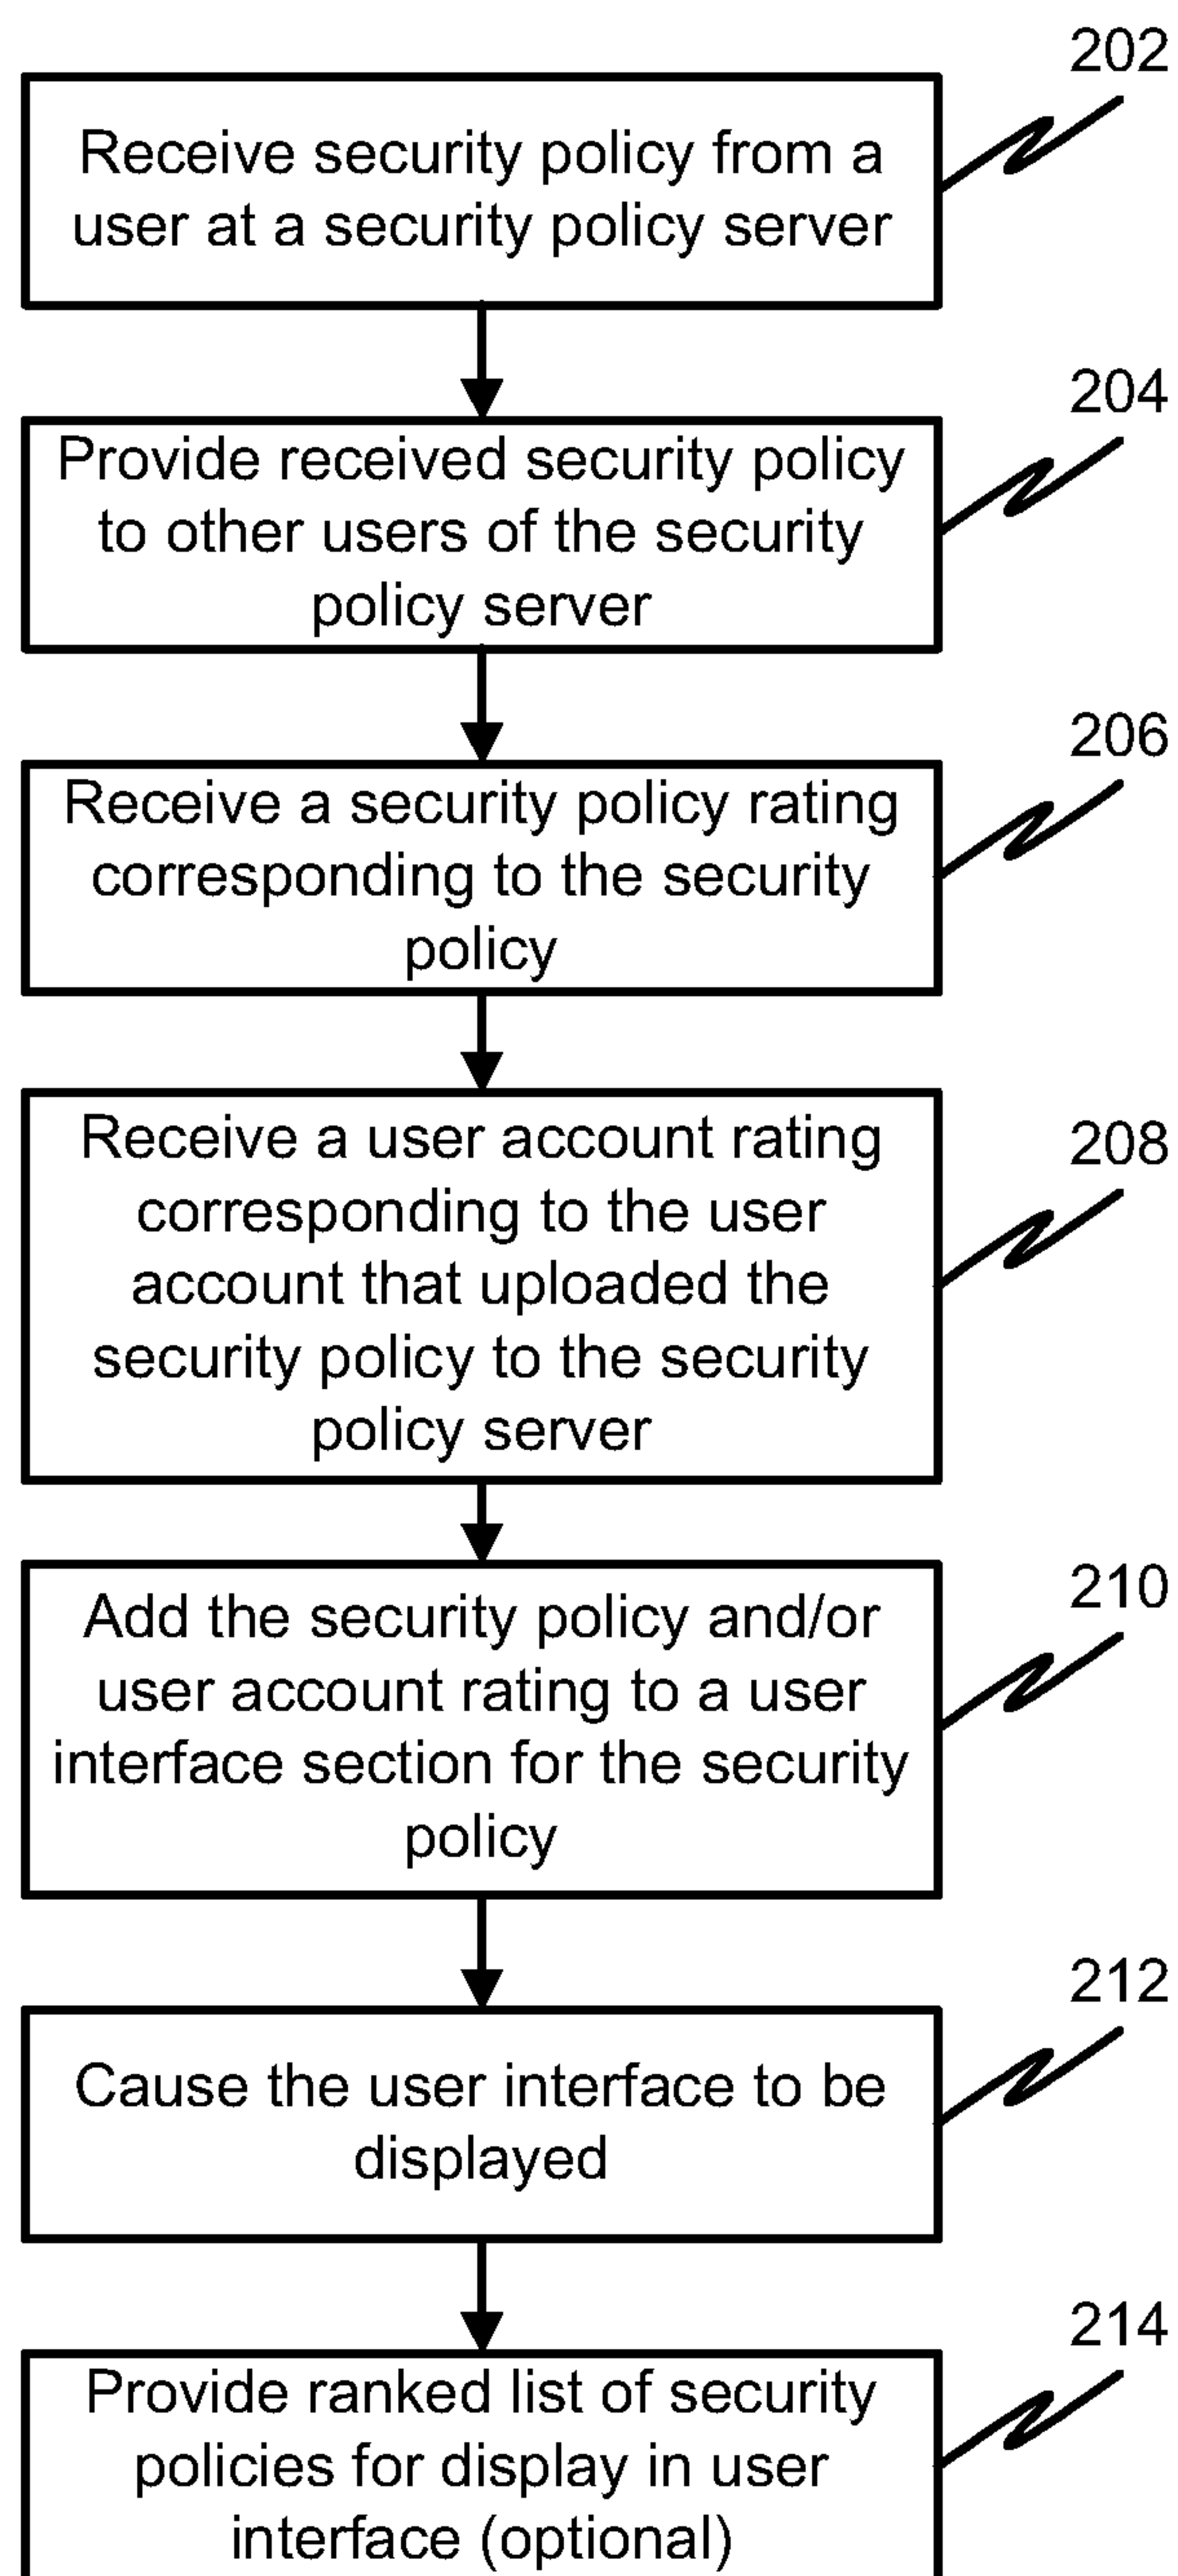 202
Receive security policy from a
user at a security policy server
204
Provide received security policy
to other users of the security
policy server
206
Receive a security policy rating
corresponding to the security
policy
208
Receive a user account rating
corresponding to the user
account that uploaded the
security policy to the security
policy server
210
Add the security policy and/or
user account rating to a user
interface section for the security
policy
212
Cause the user interface to be
displayed
214
Provide ranked list of security
policies for display in user
interface (optional)